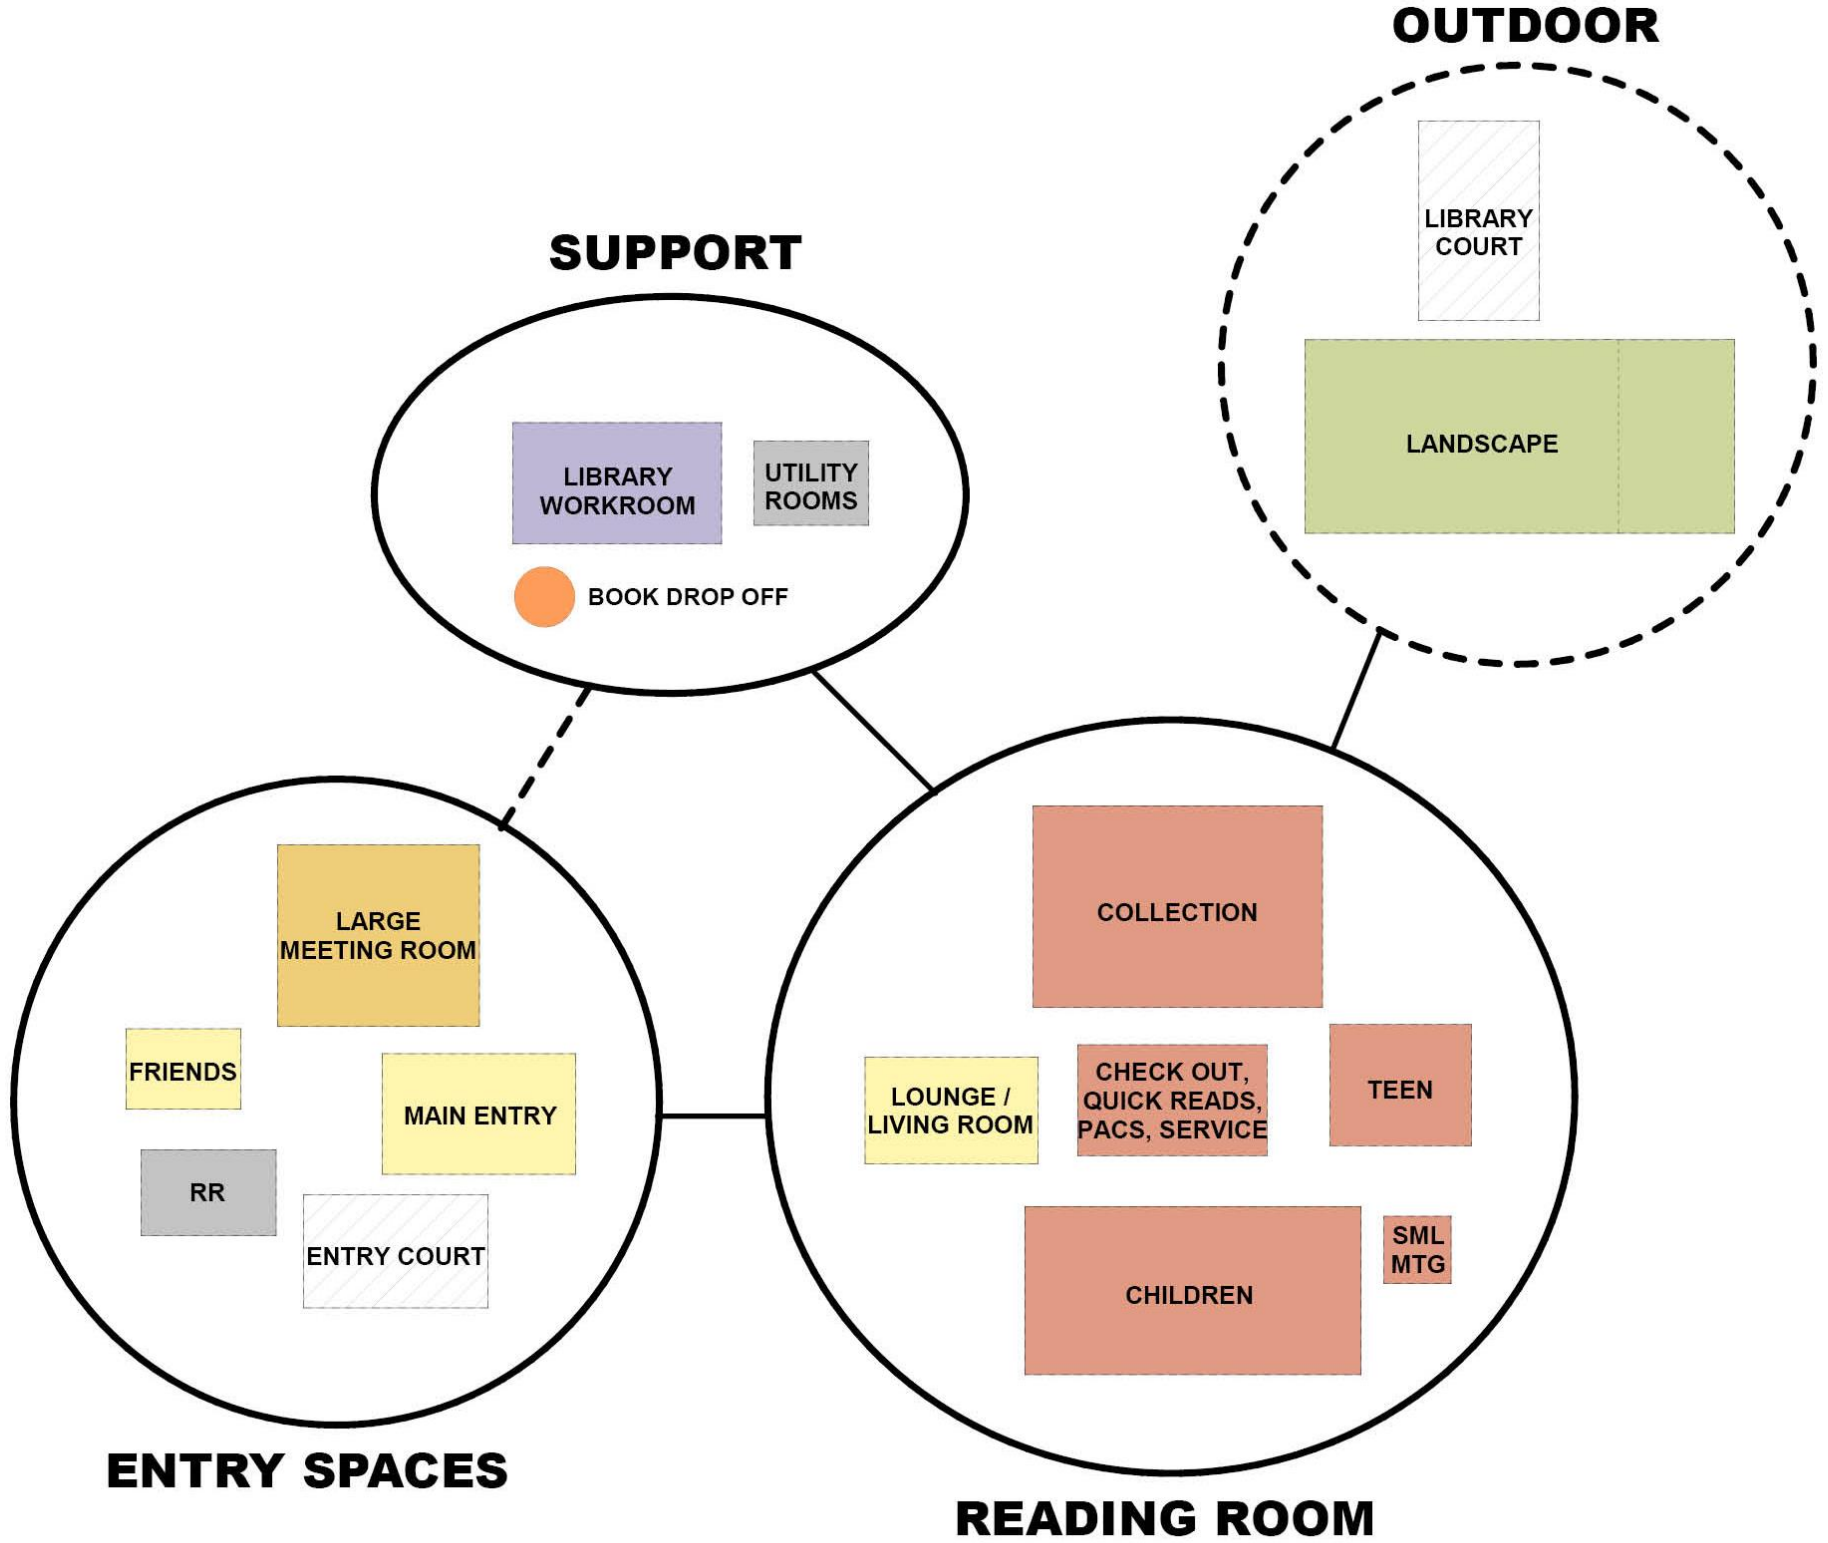 OUTDOOR
LIBRARY
COURT
LANDSCAPE
SUPPORT
LIBRARY
WORKROOM
UTILITY
ROOMS
BOOK DROP OFF
LARGE
MEETING ROOM
FRIENDS
MAIN ENTRY
RR
ENTRY COURT
ENTRY SPACES
COLLECTION
LOUNGE /
LIVING ROOM
CHECK OUT,
QUICK READS,
PACS, SERVICE
TEEN
CHILDREN
SML
MTG
READING ROOM